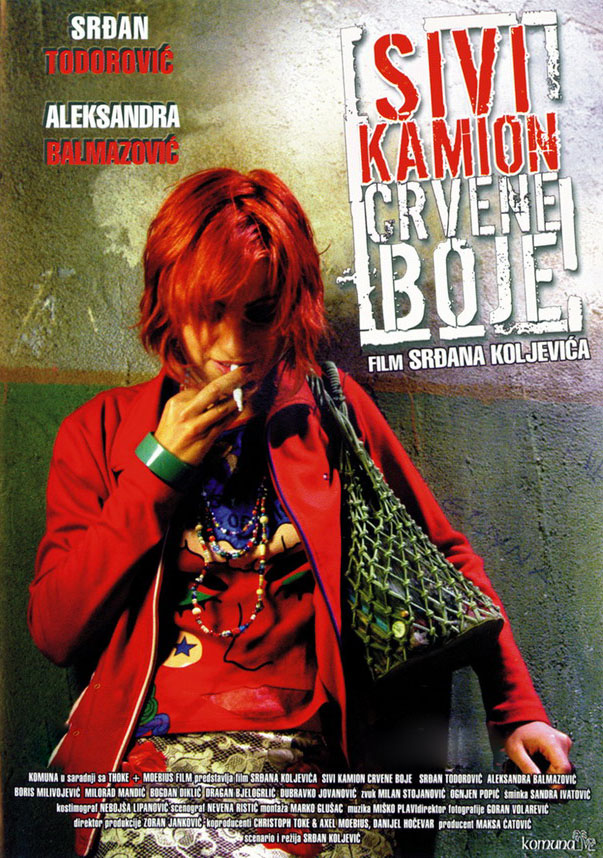 SRĐAN
TODOROVIĆ
ALEKSANDRA
BALMAZOVIĆ
SIVI
KAMION
CRVENE
BOJE
FILM SRĐANA KOLJEVIĆA
KOMUNA u saradnji sa THOKE + MOEBIUS FILM predstavlja film SRĐANA KOLJEVIĆA SIVI KAMION CRVENE BOJE SRĐAN TODOROVIĆ ALEKSANDRA BALMAZOVIĆ
BORIS MILIVOJEVIĆ MILORAD MANDIĆ BOGDAN DIKLIĆ DRAGAN BJELOGRLIĆ DUBRAVKO JOVANOVIĆ zvuk MILAN STOJANOVIĆ OGNJEN POPIĆ šminka SANDRA IVATOVIĆ
kostimograf NEBOJŠA LIPANOVIĆ scenograf NEVENA RISTIĆ montaža MARKO GLUŠAC muzika MIŠKO PLAVI direktor fotografije GORAN VOLAREVIĆ
direktor produkcije ZORAN JANKOVIĆ koproducenti CHRISTOPH TOKE & AXEL MOEBIUS, DANIJEL HOČEVAR producent MAKSA ĆATOVIĆ
scenario i režija SRĐAN KOLJEVIĆ
komuna